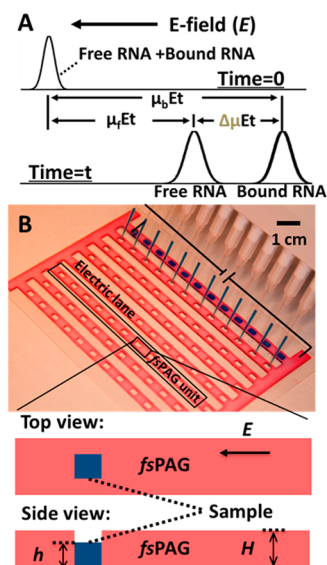 A
E-field (E)
Free RNA +Bound RNA
Time=0
μbEt
μfEt
ΔμEt
Time=t
Free RNA Bound RNA
B
1 cm
Electric lane
fsPAG unit
Top view:
E
fsPAG
Side view:
Sample
h
fsPAG
H